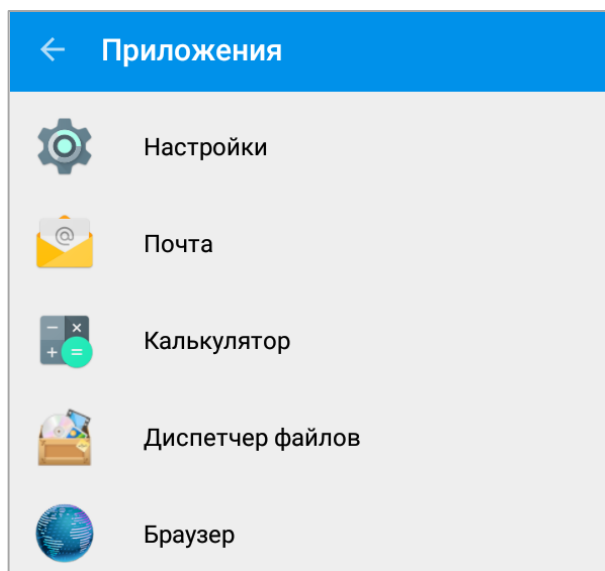 Приложения
Настройки
@
Почта
Калькулятор
Диспетчер файлов
Браузер